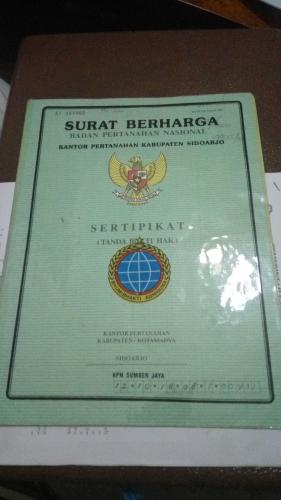 SURAT BERHARGA
BADAN PERTANAHAN NASIONAL
KANTOR PERTANAHAN KABUPATEN SIDOARJO
SERTIPIKAT
(TANDA BUKTI HAK)
KANTOR PERTANAHAN
KABUPATEN / KOTAMADYA
SIDOARJO
KPN SUMBER JAYA